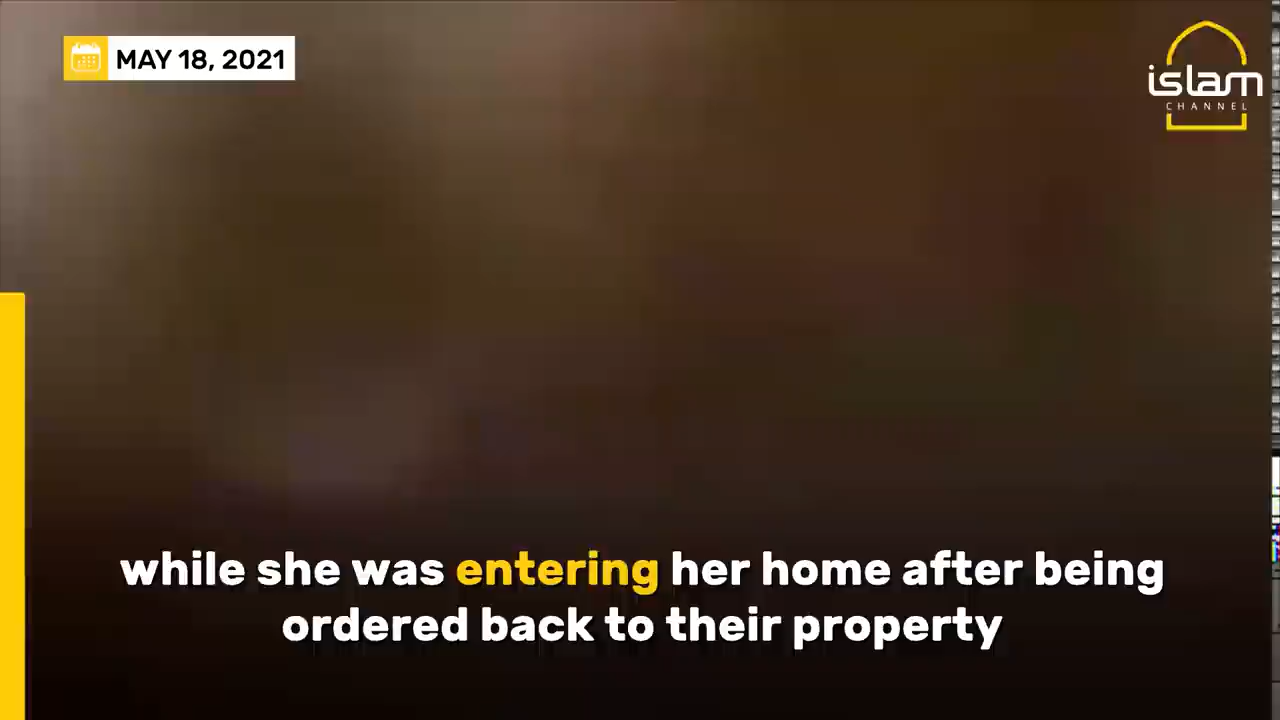 MAY 18, 2021
islam
CHANNEL
while she was entering her home after being
ordered back to their property